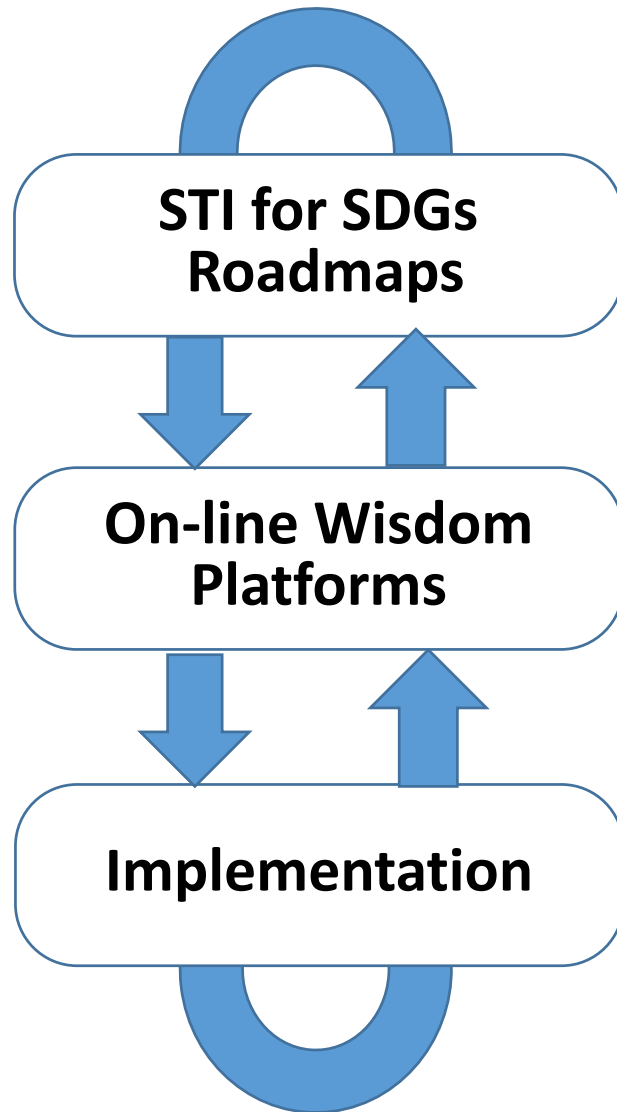 STI for SDGs
Roadmaps
On-line Wisdom
Platforms
Implementation